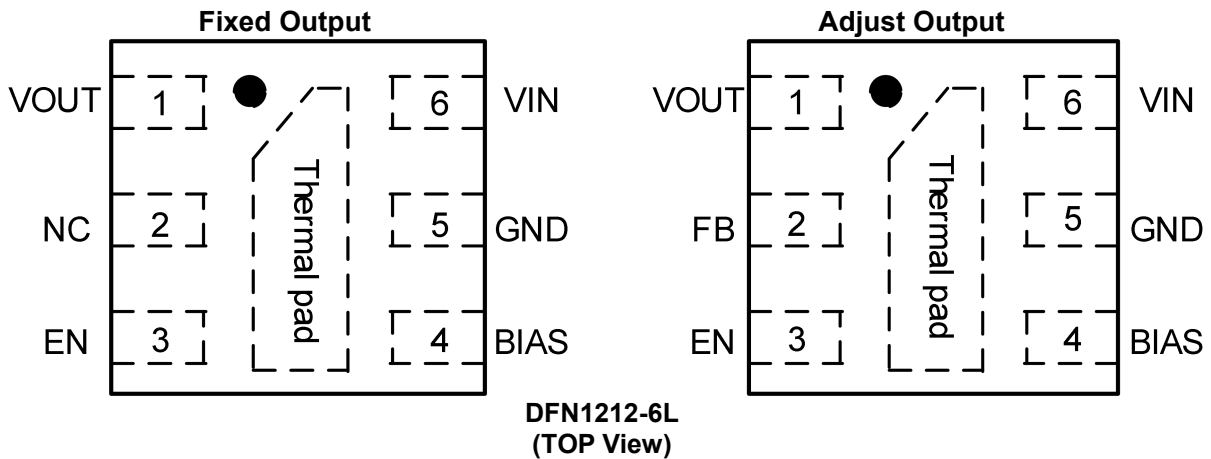 Fixed Output
VOUT 1 6 VIN
NC 2 5 GND
EN 3 4 BIAS
Thermal pad
Adjust Output
VOUT 1 6 VIN
FB 2 5 GND
EN 3 4 BIAS
Thermal pad
DFN1212-6L
(TOP View)